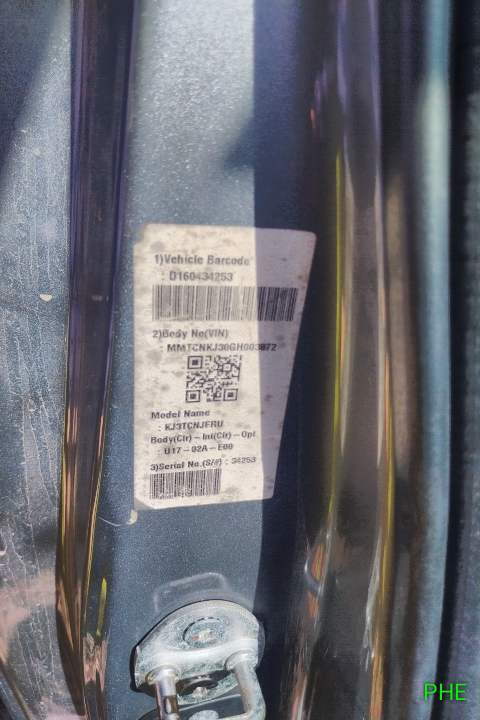 1)Vehicle Barcode
: D160434253
2)Body No(VIN)
: MMTCNKJ30GH003872
Model Name
: KJ3TCNJERU
Body(Clr)-Int(Clr)-Opt
: U17-02A-E00
3)Serial No.(S/#) : 34253
PHE